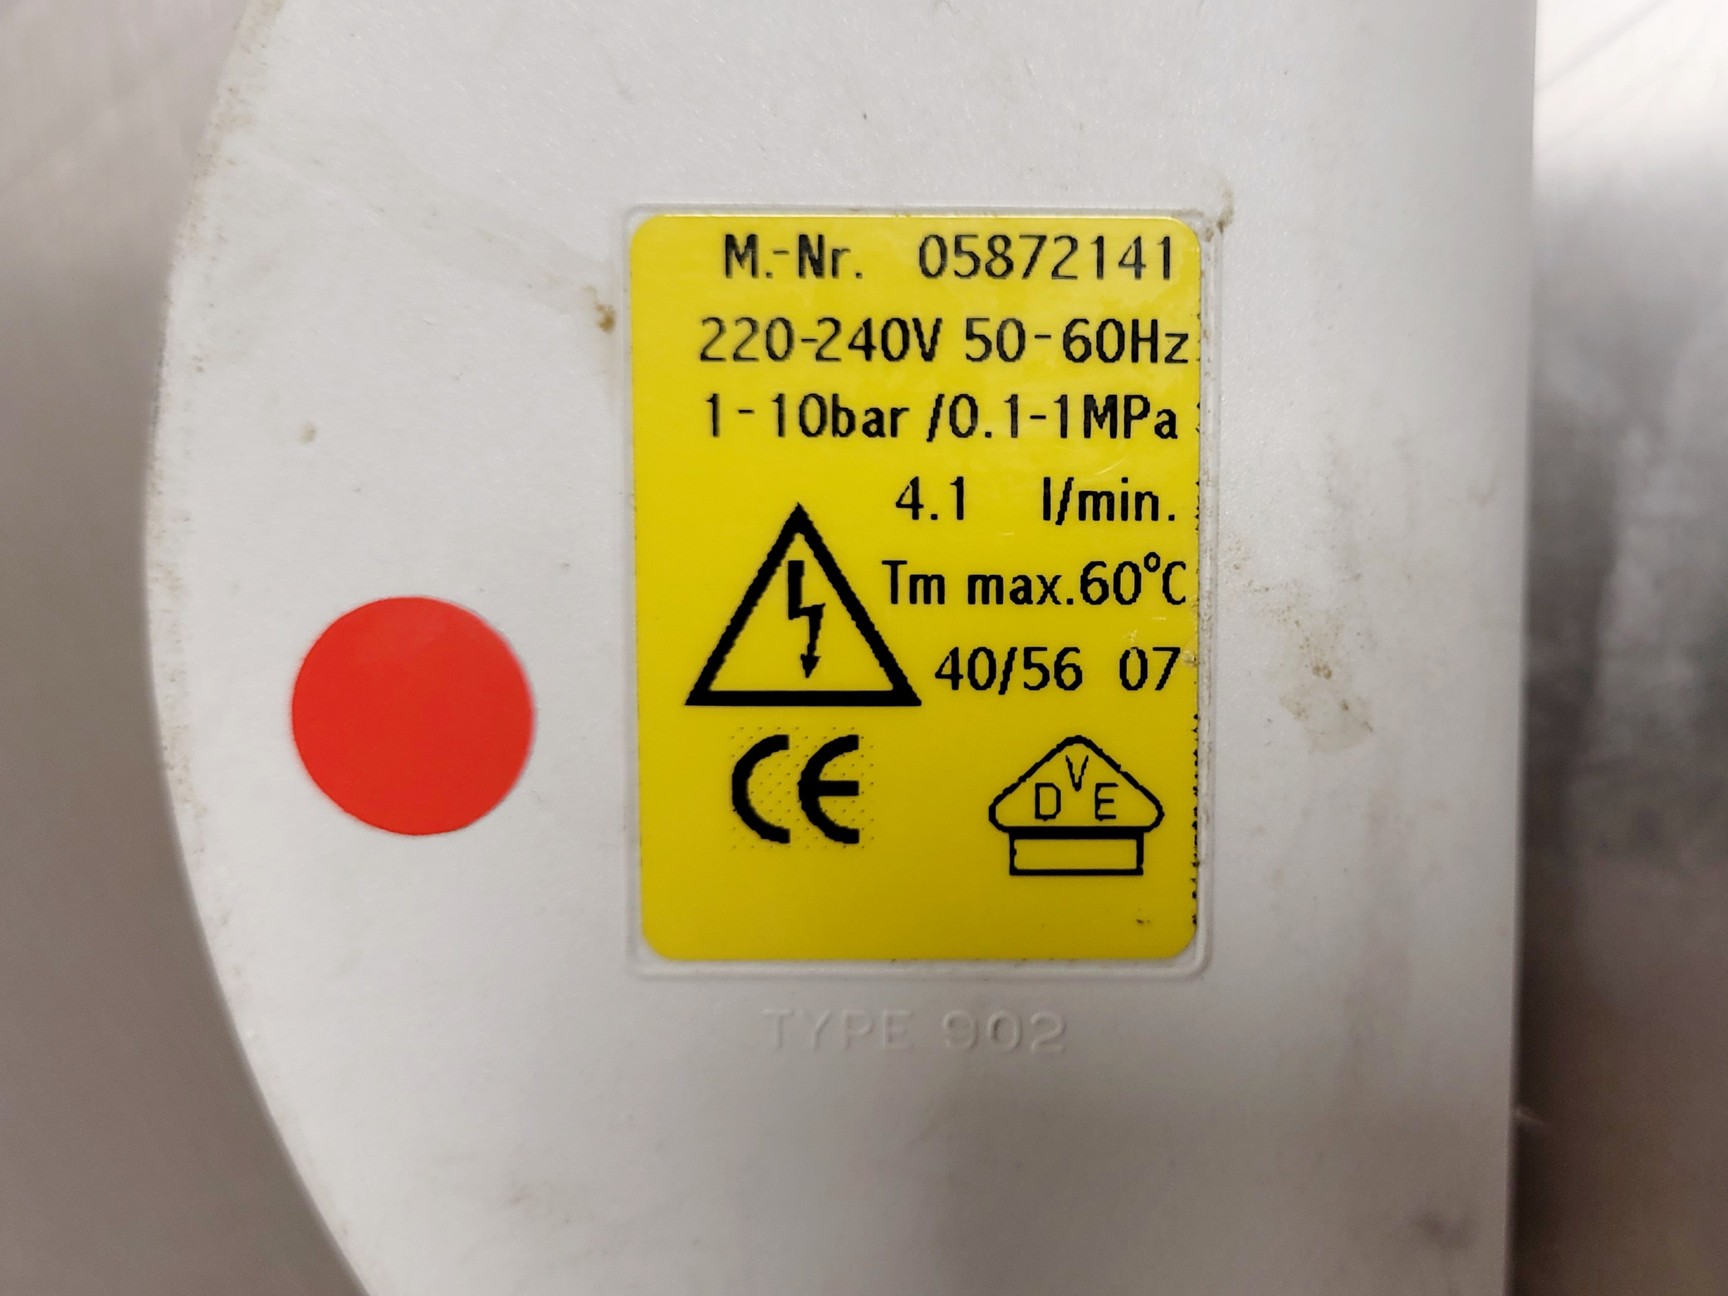 M.-Nr. 05872141
220-240V 50-60Hz
1-10bar /0.1-1MPa
4.1 l/min.
Tm max.60°C
40/56 07
CE
DVE
TYPE 902